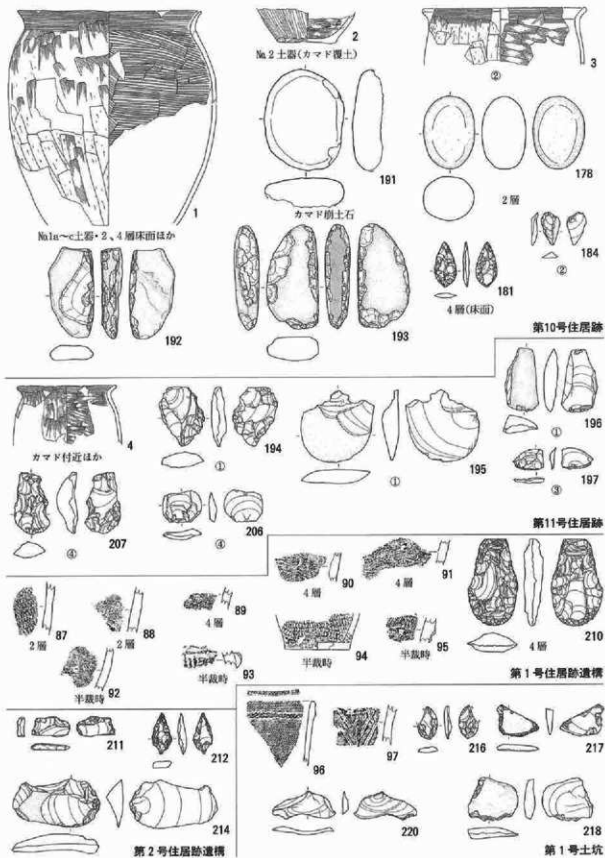 1
№1a～c土器・2、4層床面ほか
2
№2土器(カマド覆土)
②
3
191
カマド崩土石
178
2層
184
②
181
4層(床面)
192
193
第10号住居跡
4
カマド付近ほか
194
①
195
①
196
①
197
③
207
④
206
④
第11号住居跡
87
2層
88
2層
89
4層
90
4層
91
4層
92
半裁時
93
半裁時
94
半裁時
95
半裁時
210
4層
第1号住居跡遺構
211
212
214
第2号住居跡遺構
96
97
216
217
220
218
第1号土坑